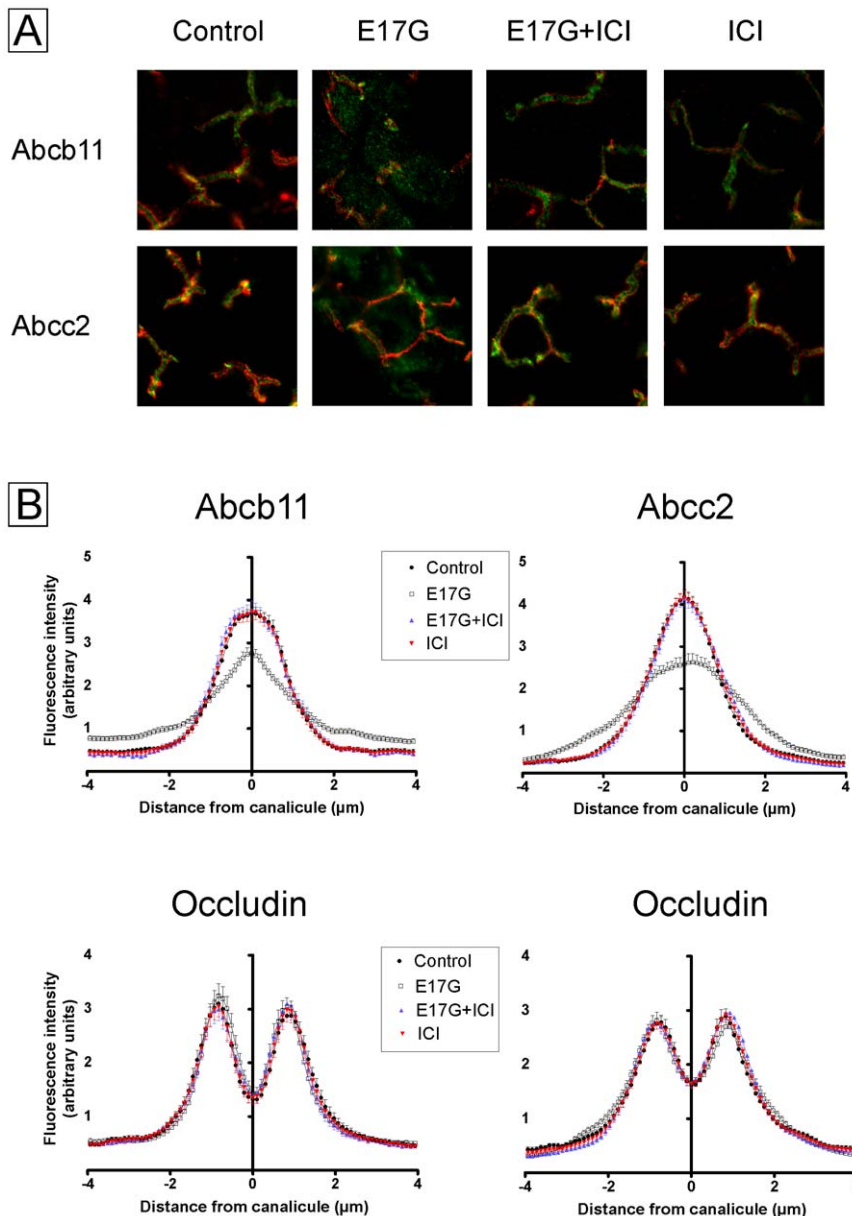 A
Control E17G E17G+ICI ICI
Abcb11
Abcc2
B
Abcb11 Abcc2
Fluorescence intensity
(arbitrary units)
5
4
3
2
1
-4 -2 0 2 4
Distance from canalicule (µm)
Control
E17G
E17G+ICI
ICI
5
4
3
2
1
-4 -2 0 2 4
Distance from canalicule (µm)
Occludin Occludin
Fluorescence intensity
(arbitrary units)
4
3
2
1
-4 -2 0 2 4
Distance from canalicule (µm)
Control
E17G
E17G+ICI
ICI
4
3
2
1
-4 -2 0 2
Distance from canalicule (µm)